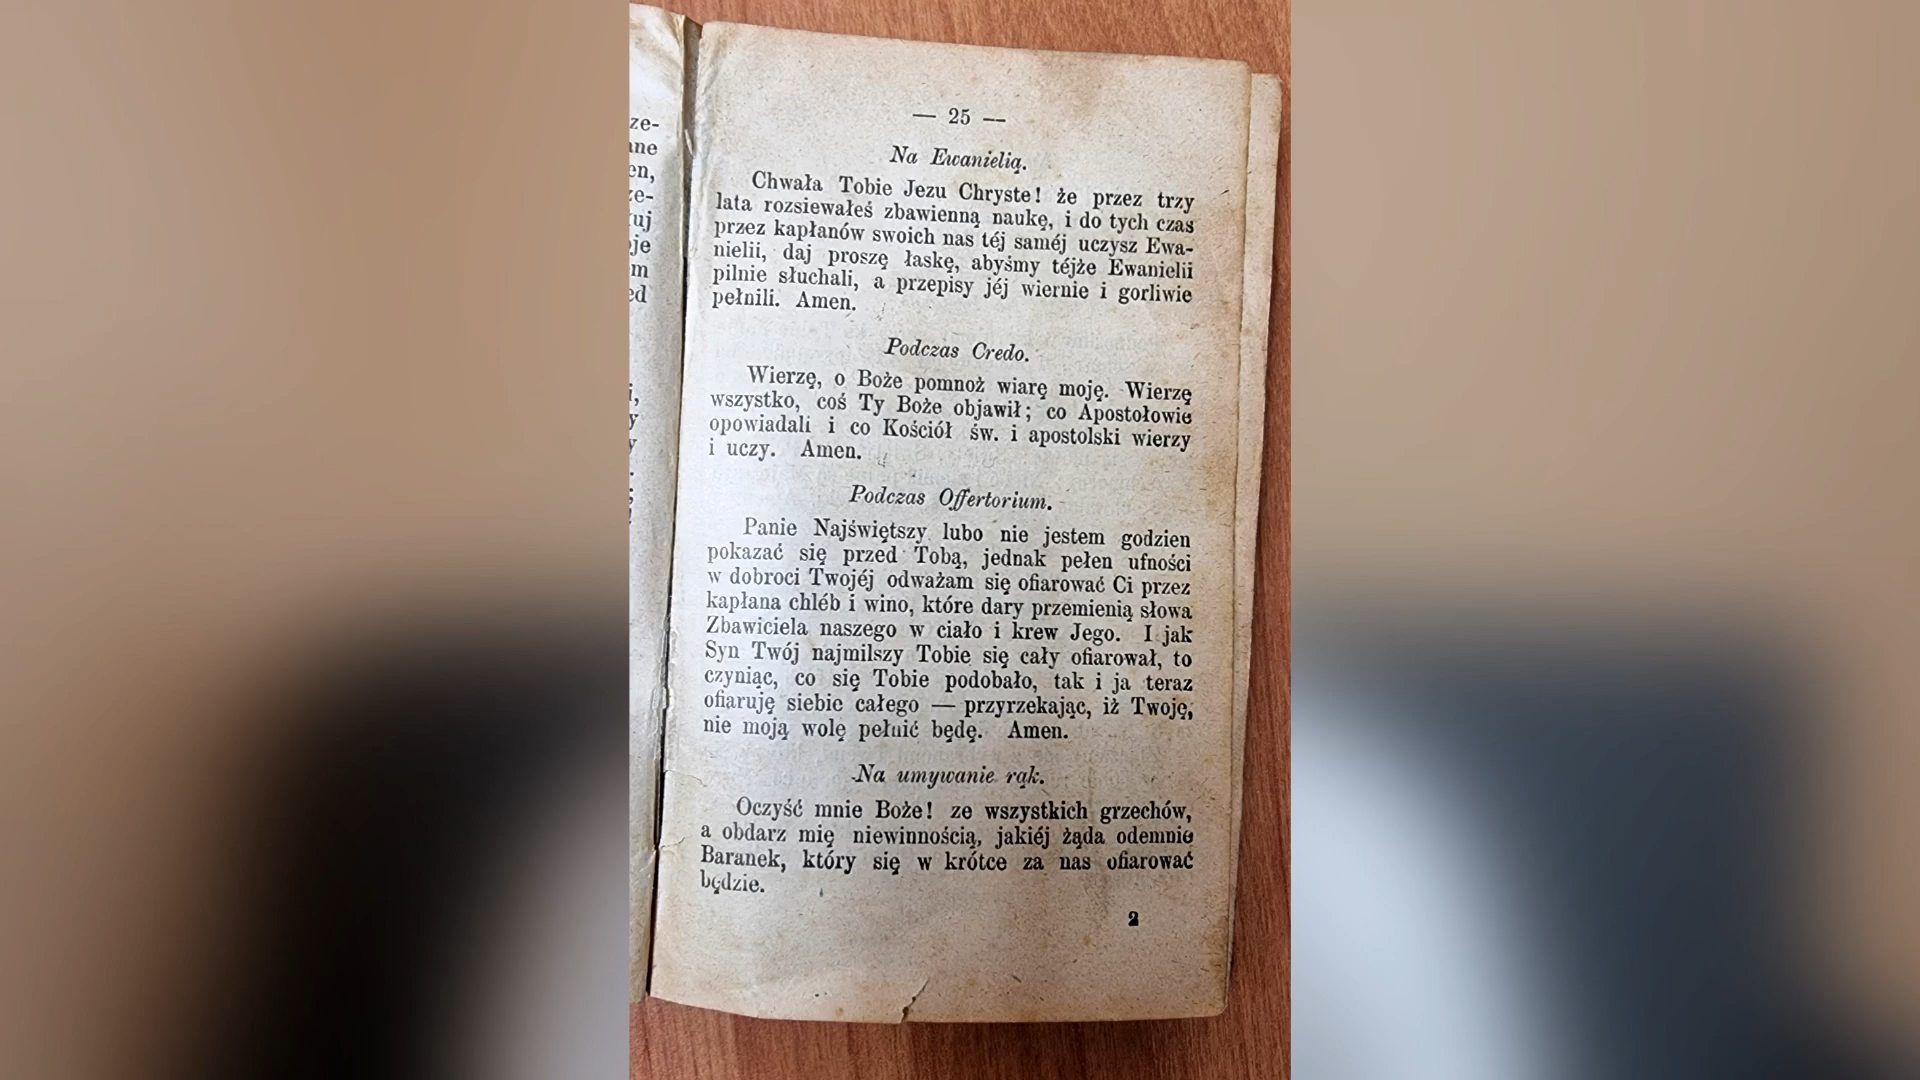 — 25 —
Na Ewanielią.
Chwała Tobie Jezu Chryste! że przez trzy
lata rozsiewałeś zbawienną naukę, i do tych czas
przez kapłanów swoich nas téj saméj uczysz Ewa-
nielii, daj proszę łaskę, abyśmy téjże Ewanielii
pilnie słuchali, a przepisy jéj wiernie i gorliwie
pełnili. Amen.
Podczas Credo.
Wierzę, o Boże pomnoż wiarę moję. Wierzę
wszystko, coś Ty Boże objawił; co Apostołowie
opowiadali i co Kościół św. i apostolski wierzy
i uczy. Amen.
Podczas Offertorium.
Panie Najświętszy lubo nie jestem godzien
pokazać się przed Tobą, jednak pełen ufności
w dobroci Twojéj odważam się ofiarować Ci przez
kapłana chléb i wino, które dary przemienią słowa
Zbawiciela naszego w ciało i krew Jego. I jak
Syn Twój najmilszy Tobie się cały ofiarował, to
czyniąc, co się Tobie podobało, tak i ja teraz
ofiaruję siebie całego — przyrzekając, iż Twoję,
nie moją wolę pełnić będę. Amen.
Na umywanie rąk.
Oczyść mnie Boże! ze wszystkich grzechów,
a obdarz mię niewinnością, jakiéj żąda odemnie
Baranek, który się w krótce za nas ofiarować
będzie.
2